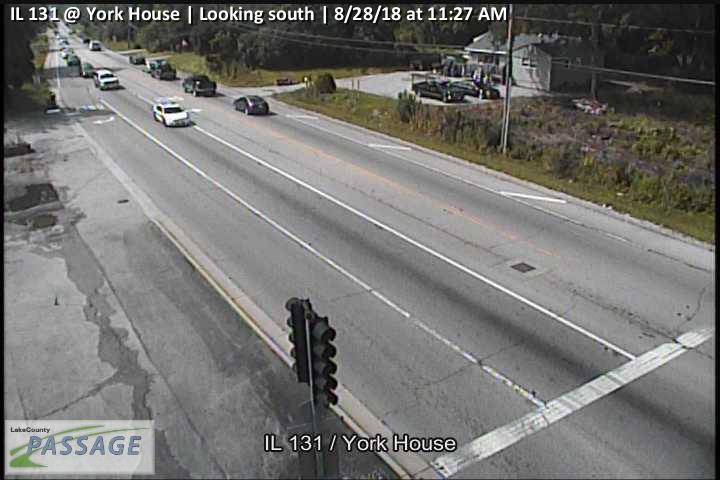 IL 131 @ York House | Looking south | 8/28/18 at 11:27 AM
IL 131 / York House
LakeCounty
PASSAGE